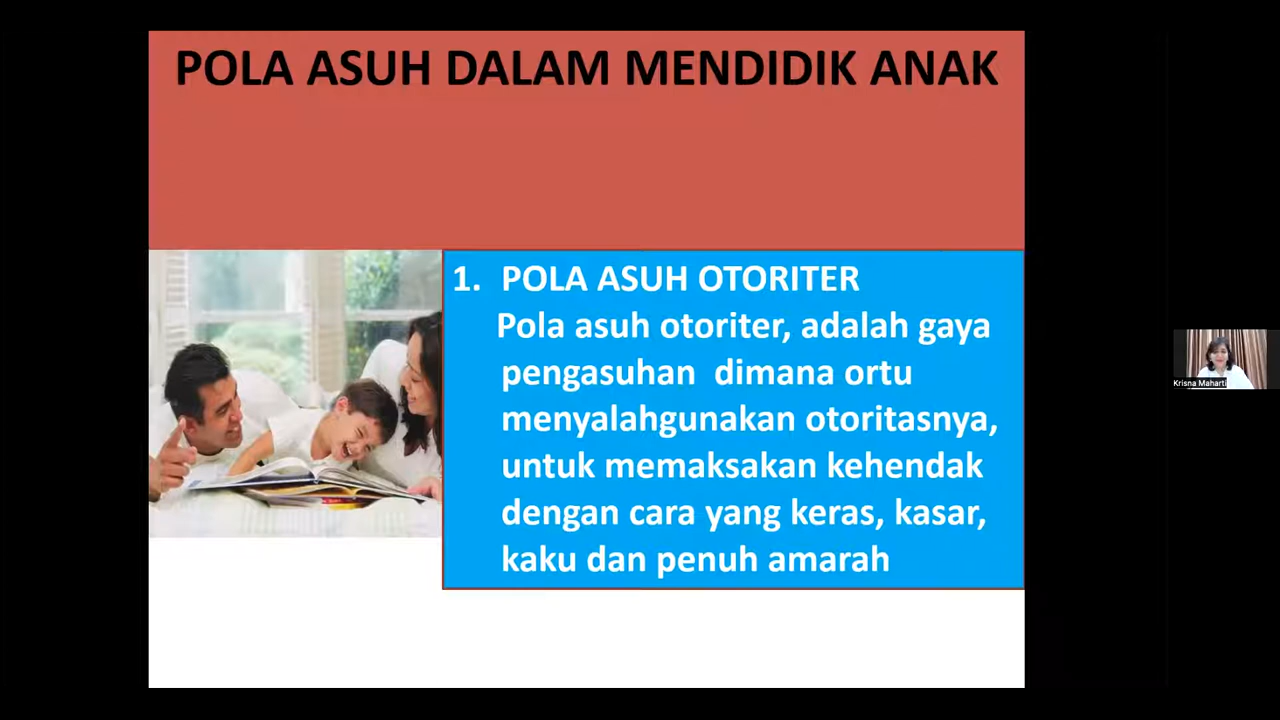 POLA ASUH DALAM MENDIDIK ANAK
1. POLA ASUH OTORITER
Pola asuh otoriter, adalah gaya
pengasuhan dimana ortu
menyalahgunakan otoritasnya,
untuk memaksakan kehendak
dengan cara yang keras, kasar,
kaku dan penuh amarah
Krisna Maharti